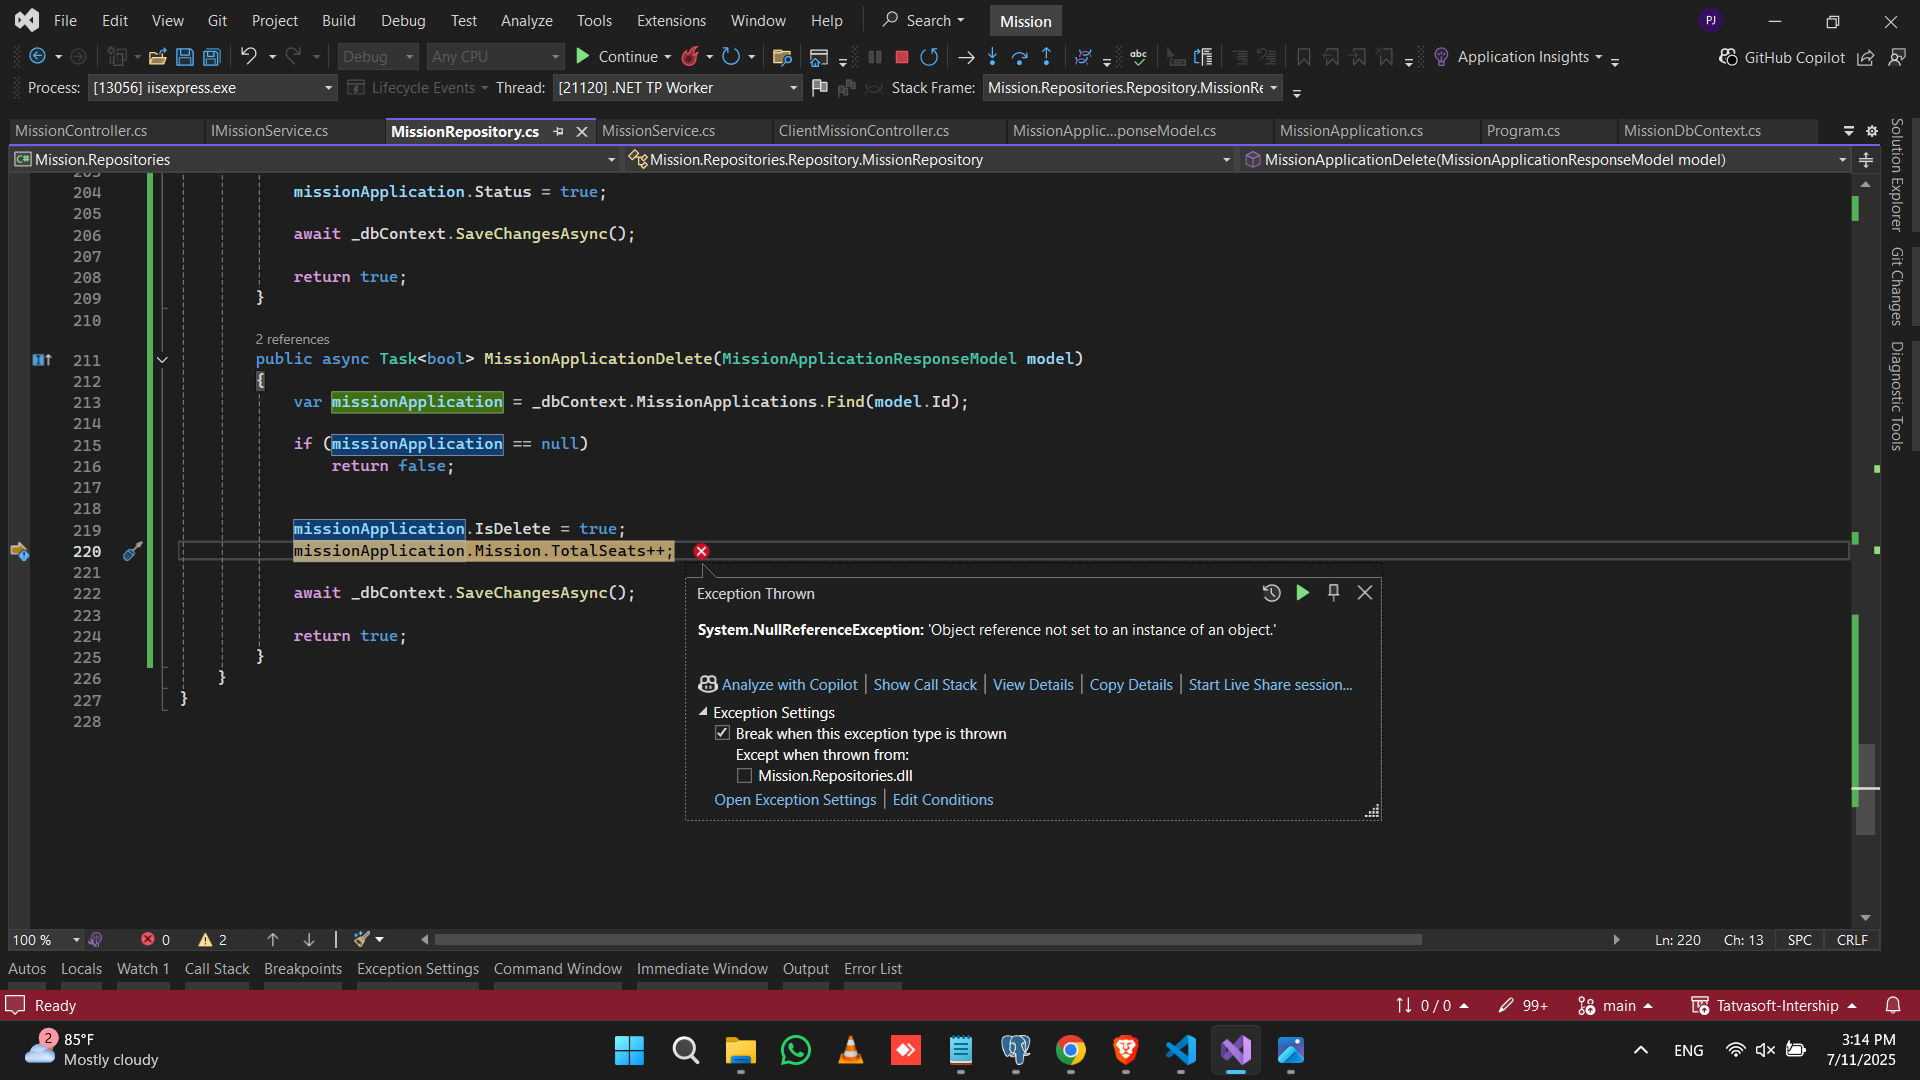 File Edit View Git Project Build Debug Test Analyze Tools Extensions Window Help Search Mission PJ
Debug Any CPU Continue Application Insights GitHub Copilot
Process: [13056] iisexpress.exe Lifecycle Events Thread: [21120] .NET TP Worker Stack Frame: Mission.Repositories.Repository.MissionRe
MissionController.cs IMissionService.cs MissionRepository.cs MissionService.cs ClientMissionController.cs MissionApplic...ponseModel.cs MissionApplication.cs Program.cs MissionDbContext.cs
C# Mission.Repositories Mission.Repositories.Repository.MissionRepository MissionApplicationDelete(MissionApplicationResponseModel model)
203
204 missionApplication.Status = true;
205
206 await _dbContext.SaveChangesAsync();
207
208 return true;
209 }
210
2 references
211 public async Task<bool> MissionApplicationDelete(MissionApplicationResponseModel model)
212 {
213 var missionApplication = _dbContext.MissionApplications.Find(model.Id);
214
215 if (missionApplication == null)
216 return false;
217
218
219 missionApplication.IsDelete = true;
220 missionApplication.Mission.TotalSeats++;
221
222 await _dbContext.SaveChangesAsync();
223
224 return true;
225 }
226 }
227 }
228
Exception Thrown
System.NullReferenceException: 'Object reference not set to an instance of an object.'
Analyze with Copilot Show Call Stack View Details Copy Details Start Live Share session...
Exception Settings
Break when this exception type is thrown
Except when thrown from:
Mission.Repositories.dll
Open Exception Settings Edit Conditions
Solution Explorer
Git Changes
Diagnostic Tools
100 % 0 2 Ln: 220 Ch: 13 SPC CRLF
Autos Locals Watch 1 Call Stack Breakpoints Exception Settings Command Window Immediate Window Output Error List
Ready 0 / 0 99+ main Tatvasoft-Intership
2 85°F
Mostly cloudy
ENG
3:14 PM
7/11/2025